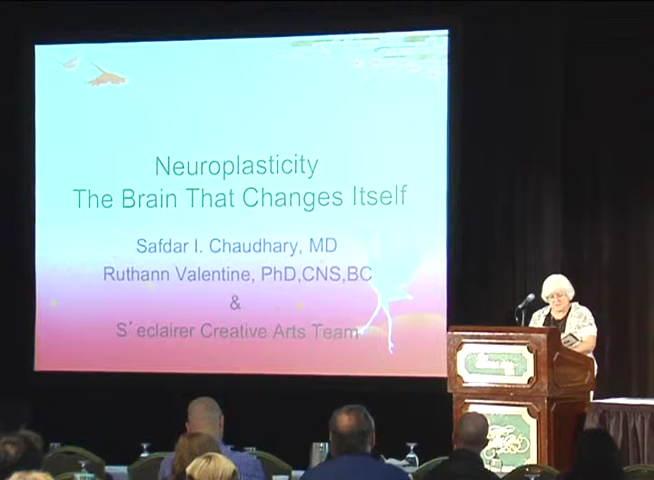 Neuroplasticity
The Brain That Changes Itself
Safdar I. Chaudhary, MD
Ruthann Valentine, PhD,CNS,BC
&
S'eclairer Creative Arts Team